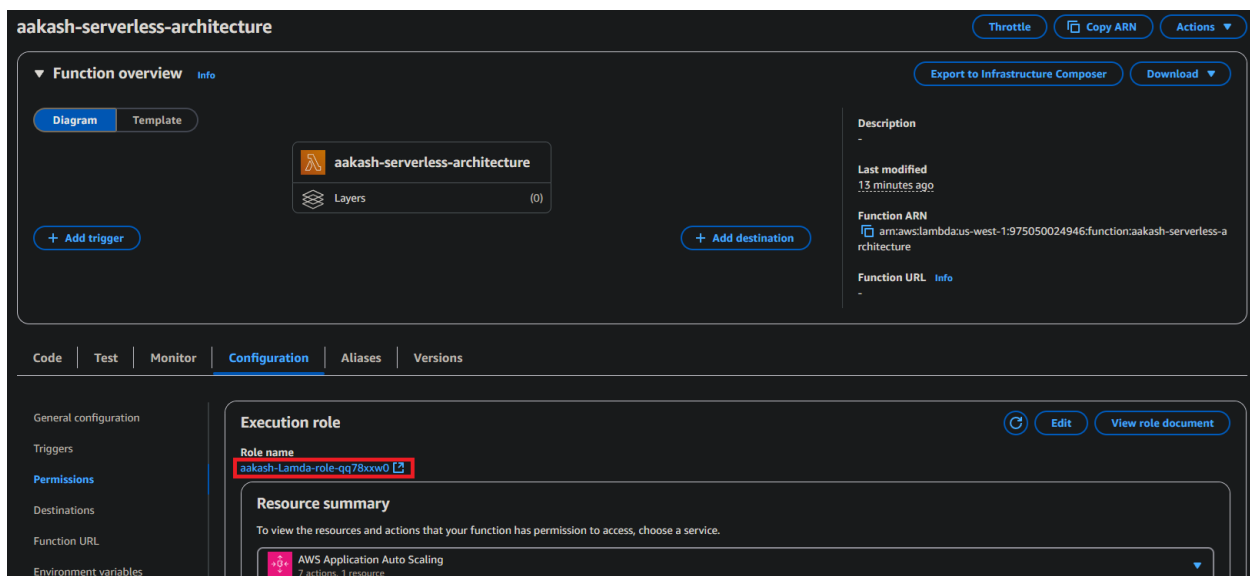 aakash-serverless-architecture
Throttle
Copy ARN
Actions
Function overview Info
Export to Infrastructure Composer
Download
Diagram
Template
aakash-serverless-architecture
Layers
(0)
+ Add trigger
+ Add destination
Description
-
Last modified
13 minutes ago
Function ARN
arn:aws:lambda:us-west-1:975050024946:function:aakash-serverless-a
rchitecture
Function URL Info
-
Code
Test
Monitor
Configuration
Aliases
Versions
General configuration
Triggers
Permissions
Destinations
Function URL
Environment variables
Execution role
Edit
View role document
Role name
aakash-Lamda-role-qq78xxw0
Resource summary
To view the resources and actions that your function has permission to access, choose a service.
AWS Application Auto Scaling
7 actions, 1 resource